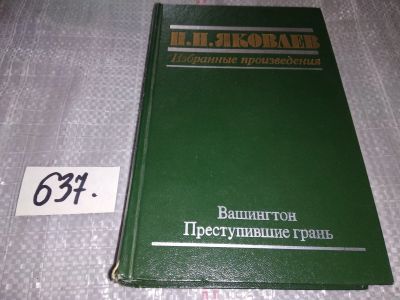 Н.Н.ЯКОВЛЕВ
Избранные произведения
637.
Вашингтон
Преступившие грань